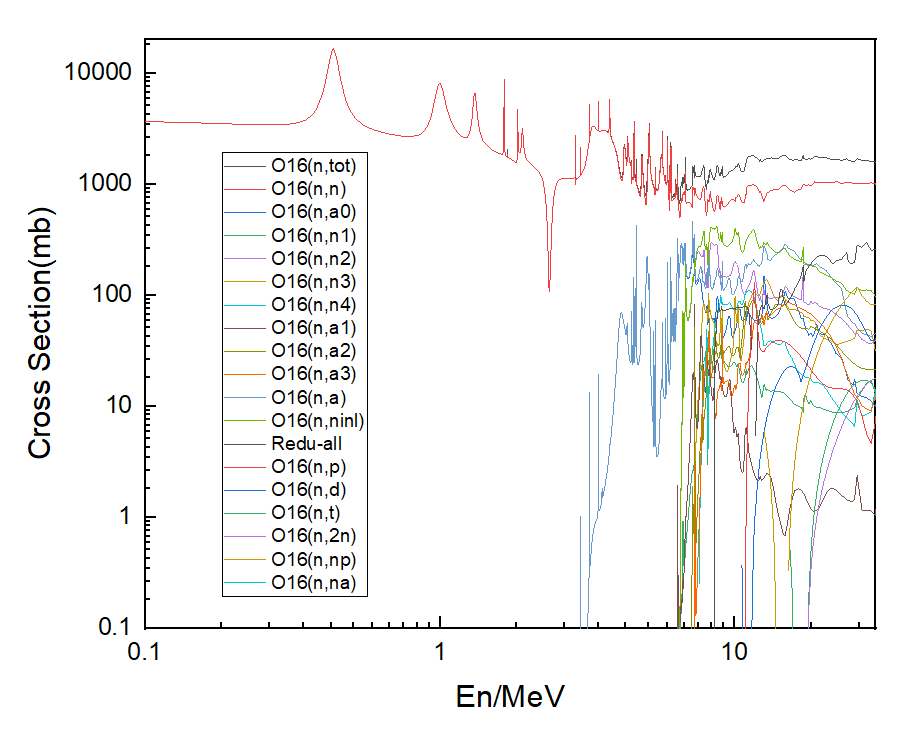 10000
1000
100
10
1
0.1
Cross Section(mb)
O16(n,tot)
O16(n,n)
O16(n,a0)
O16(n,n1)
O16(n,n2)
O16(n,n3)
O16(n,n4)
O16(n,a1)
O16(n,a2)
O16(n,a3)
O16(n,a)
O16(n,ninl)
Redu-all
O16(n,p)
O16(n,d)
O16(n,t)
O16(n,2n)
O16(n,np)
O16(n,na)
0.1 1 10
En/MeV